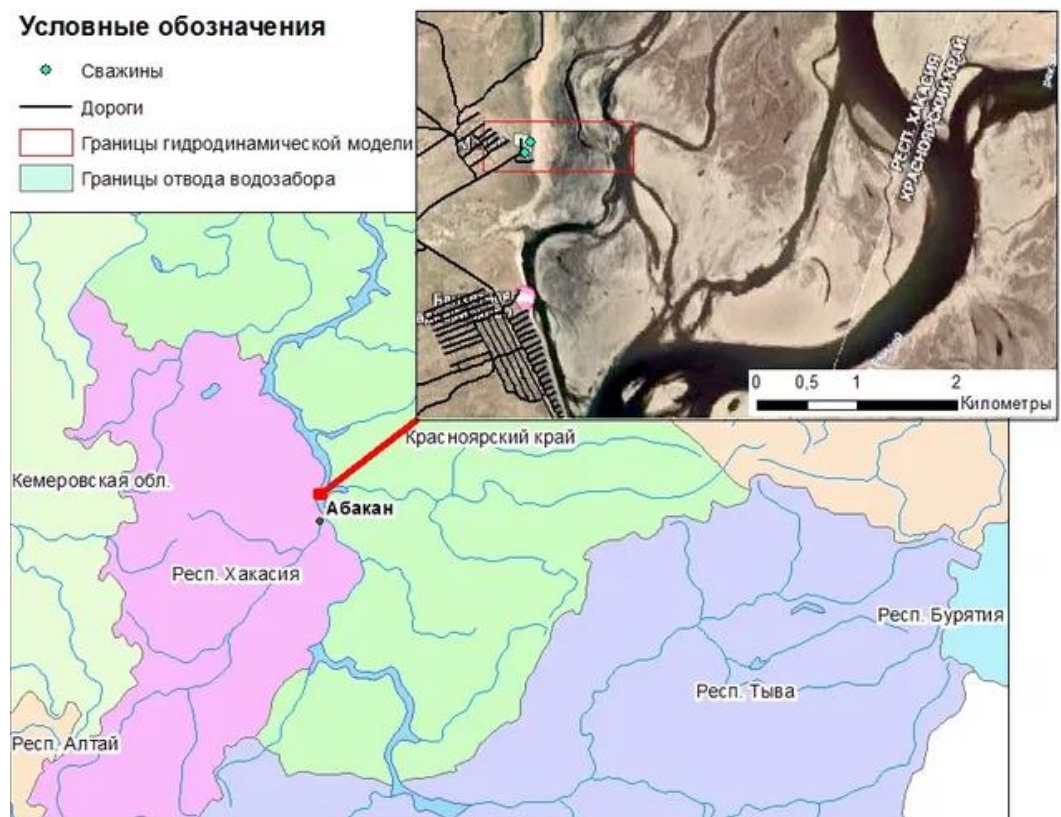 Условные обозначения
Сважины
Дороги
Границы гидродинамической модели
Границы отвода водозабора
РЕСП. ХАКАСИЯ
КРАСНОЯРСКИЙ КРАЙ
0 0,5 1 2
Километры
Красноярский край
Кемеровская обл.
Абакан
Респ. Хакасия
Респ. Бурятия
Респ. Тыва
Респ. Алтай